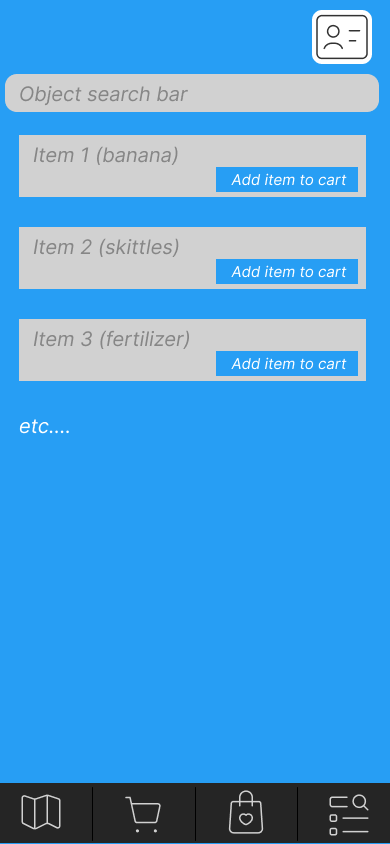 Object search bar
Item 1 (banana)
Add item to cart
Item 2 (skittles)
Add item to cart
Item 3 (fertilizer)
Add item to cart
etc....